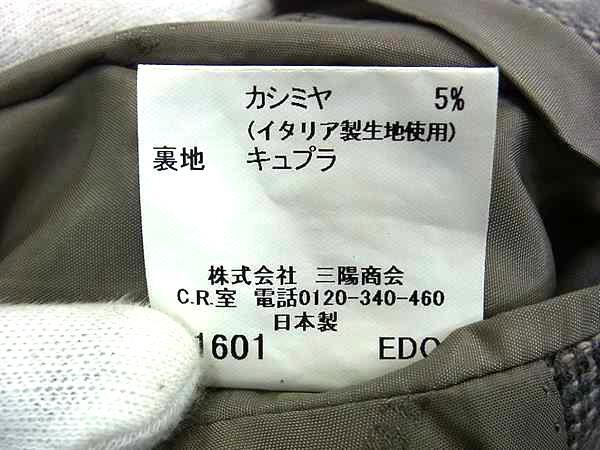 カシミヤ 5%
(イタリア製生地使用)
裏地 キュプラ
株式会社 三陽商会
C.R.室 電話0120-340-460
日本製
1601 EDO